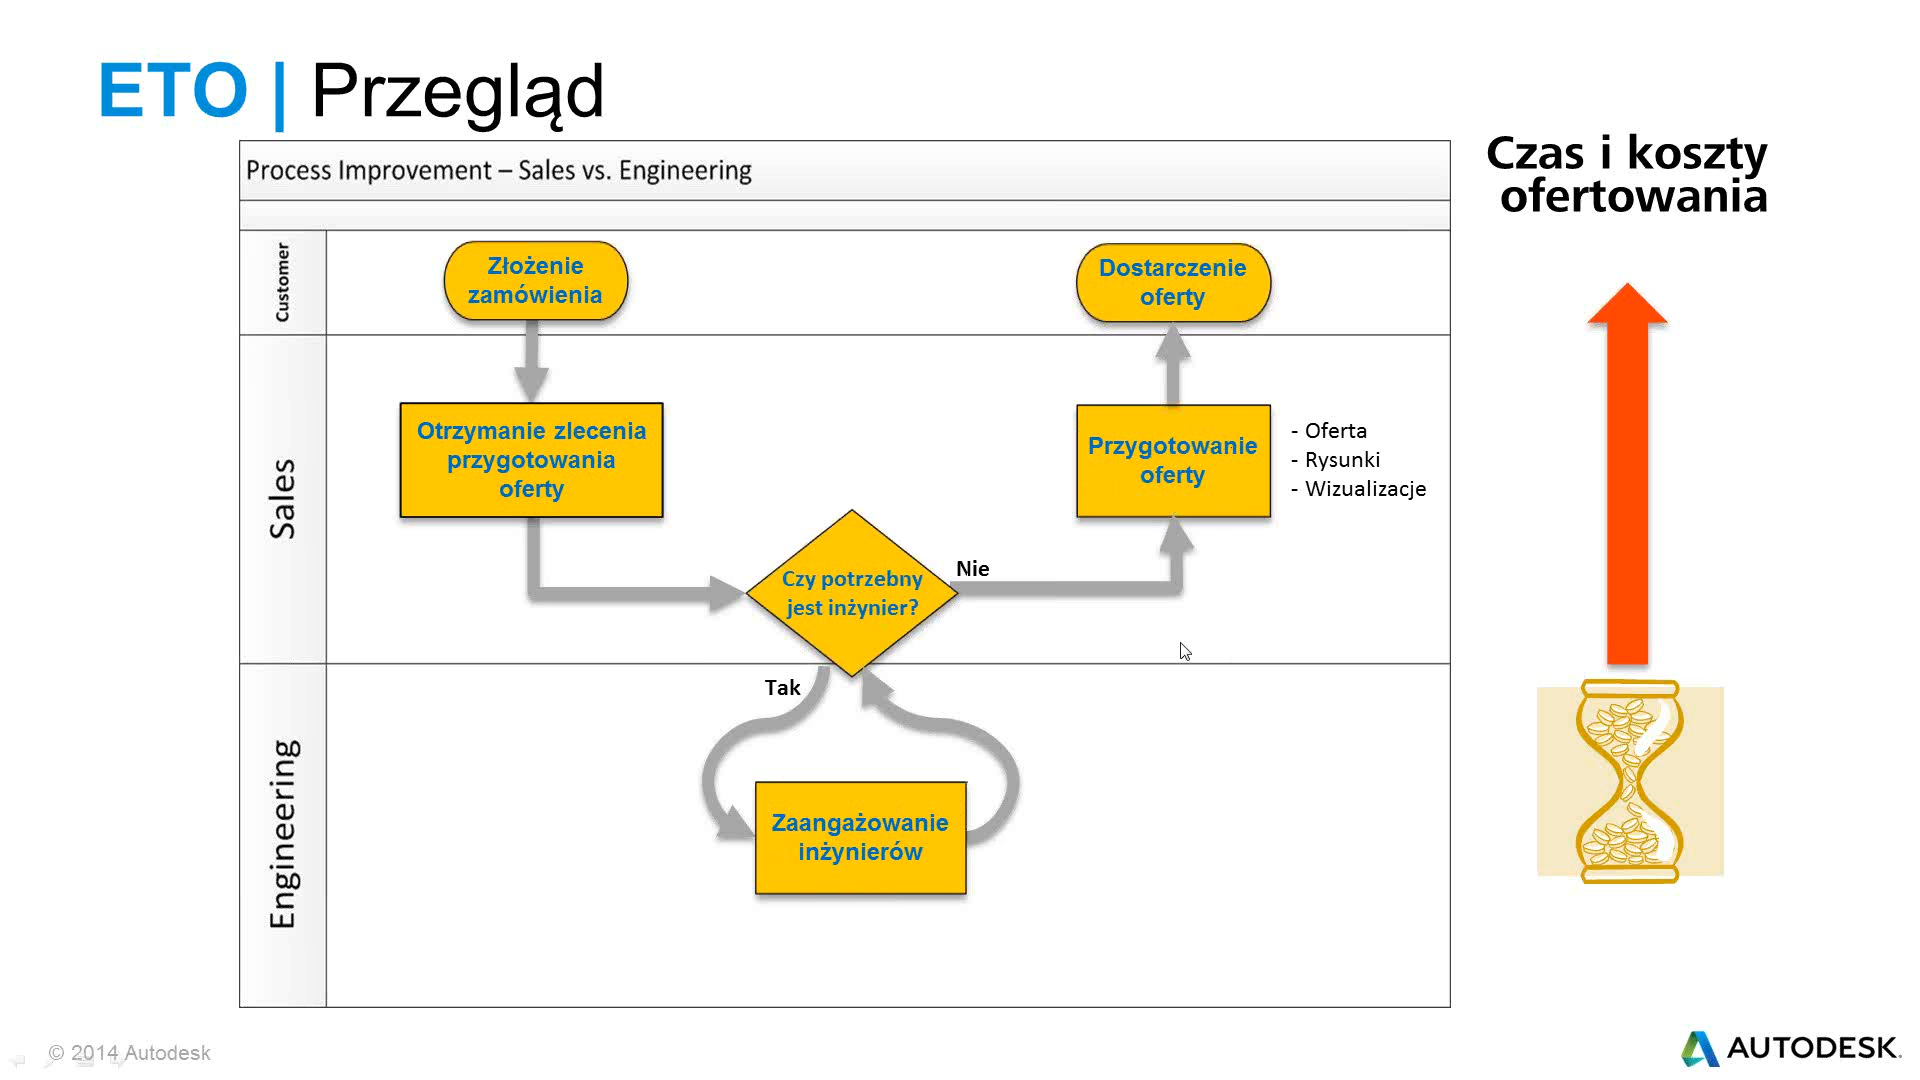 ETO | Przegląd
Process Improvement – Sales vs. Engineering
Czas i koszty
ofertowania
Customer
Złożenie
zamówienia
Dostarczenie
oferty
Sales
Otrzymanie zlecenia
przygotowania
oferty
Przygotowanie
oferty
- Oferta
- Rysunki
- Wizualizacje
Czy potrzebny
jest inżynier?
Nie
Tak
Engineering
Zaangażowanie
inżynierów
© 2014 Autodesk
AUTODESK.